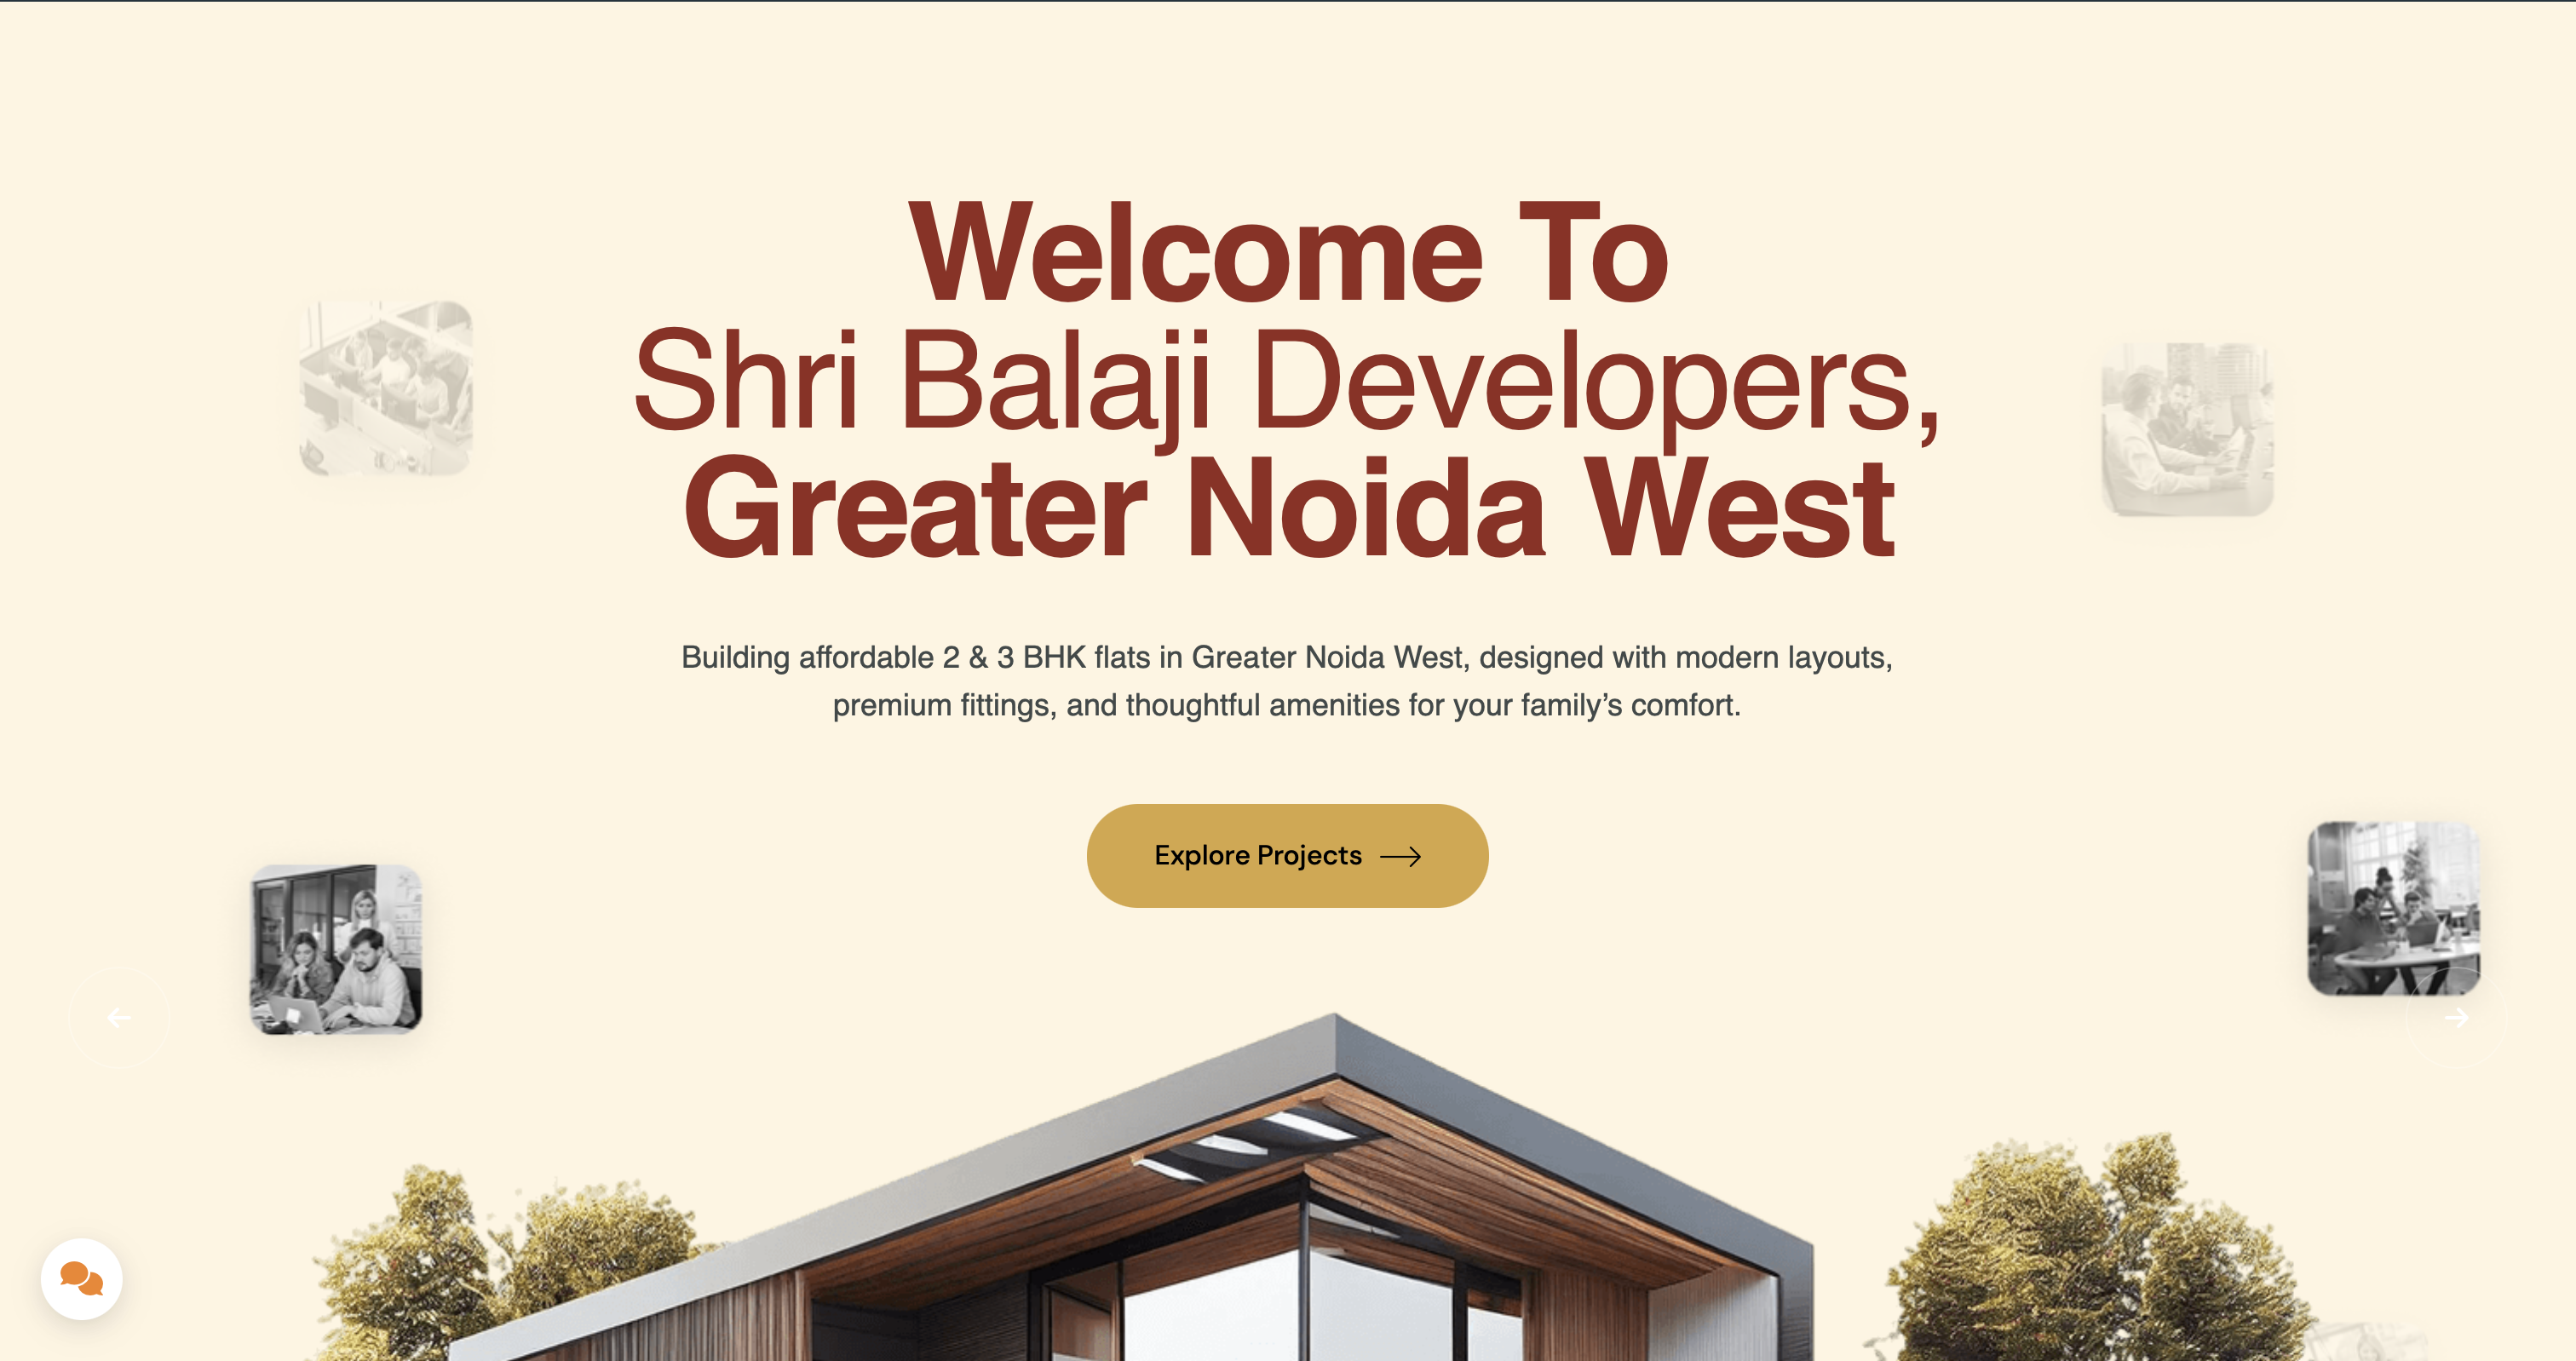 Welcome To
Shri Balaji Developers,
Greater Noida West
Building affordable 2 & 3 BHK flats in Greater Noida West, designed with modern layouts,
premium fittings, and thoughtful amenities for your family’s comfort.
Explore Projects